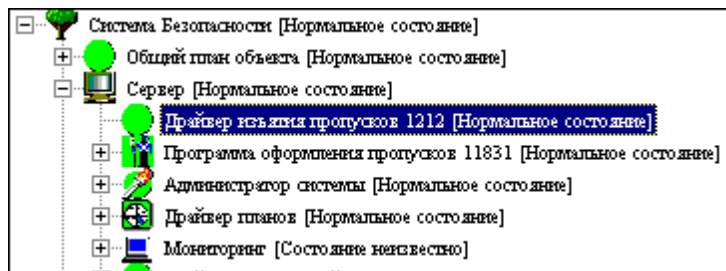 Система Безопасности [Нормальное состояние]
Общий план объекта [Нормальное состояние]
Сервер [Нормальное состояние]
Драйвер изъятия пропусков 1212 [Нормальное состояние]
Программа оформления пропусков 11831 [Нормальное состояние]
Администратор системы [Нормальное состояние]
Драйвер планов [Нормальное состояние]
Мониторинг [Состояние неизвестно]